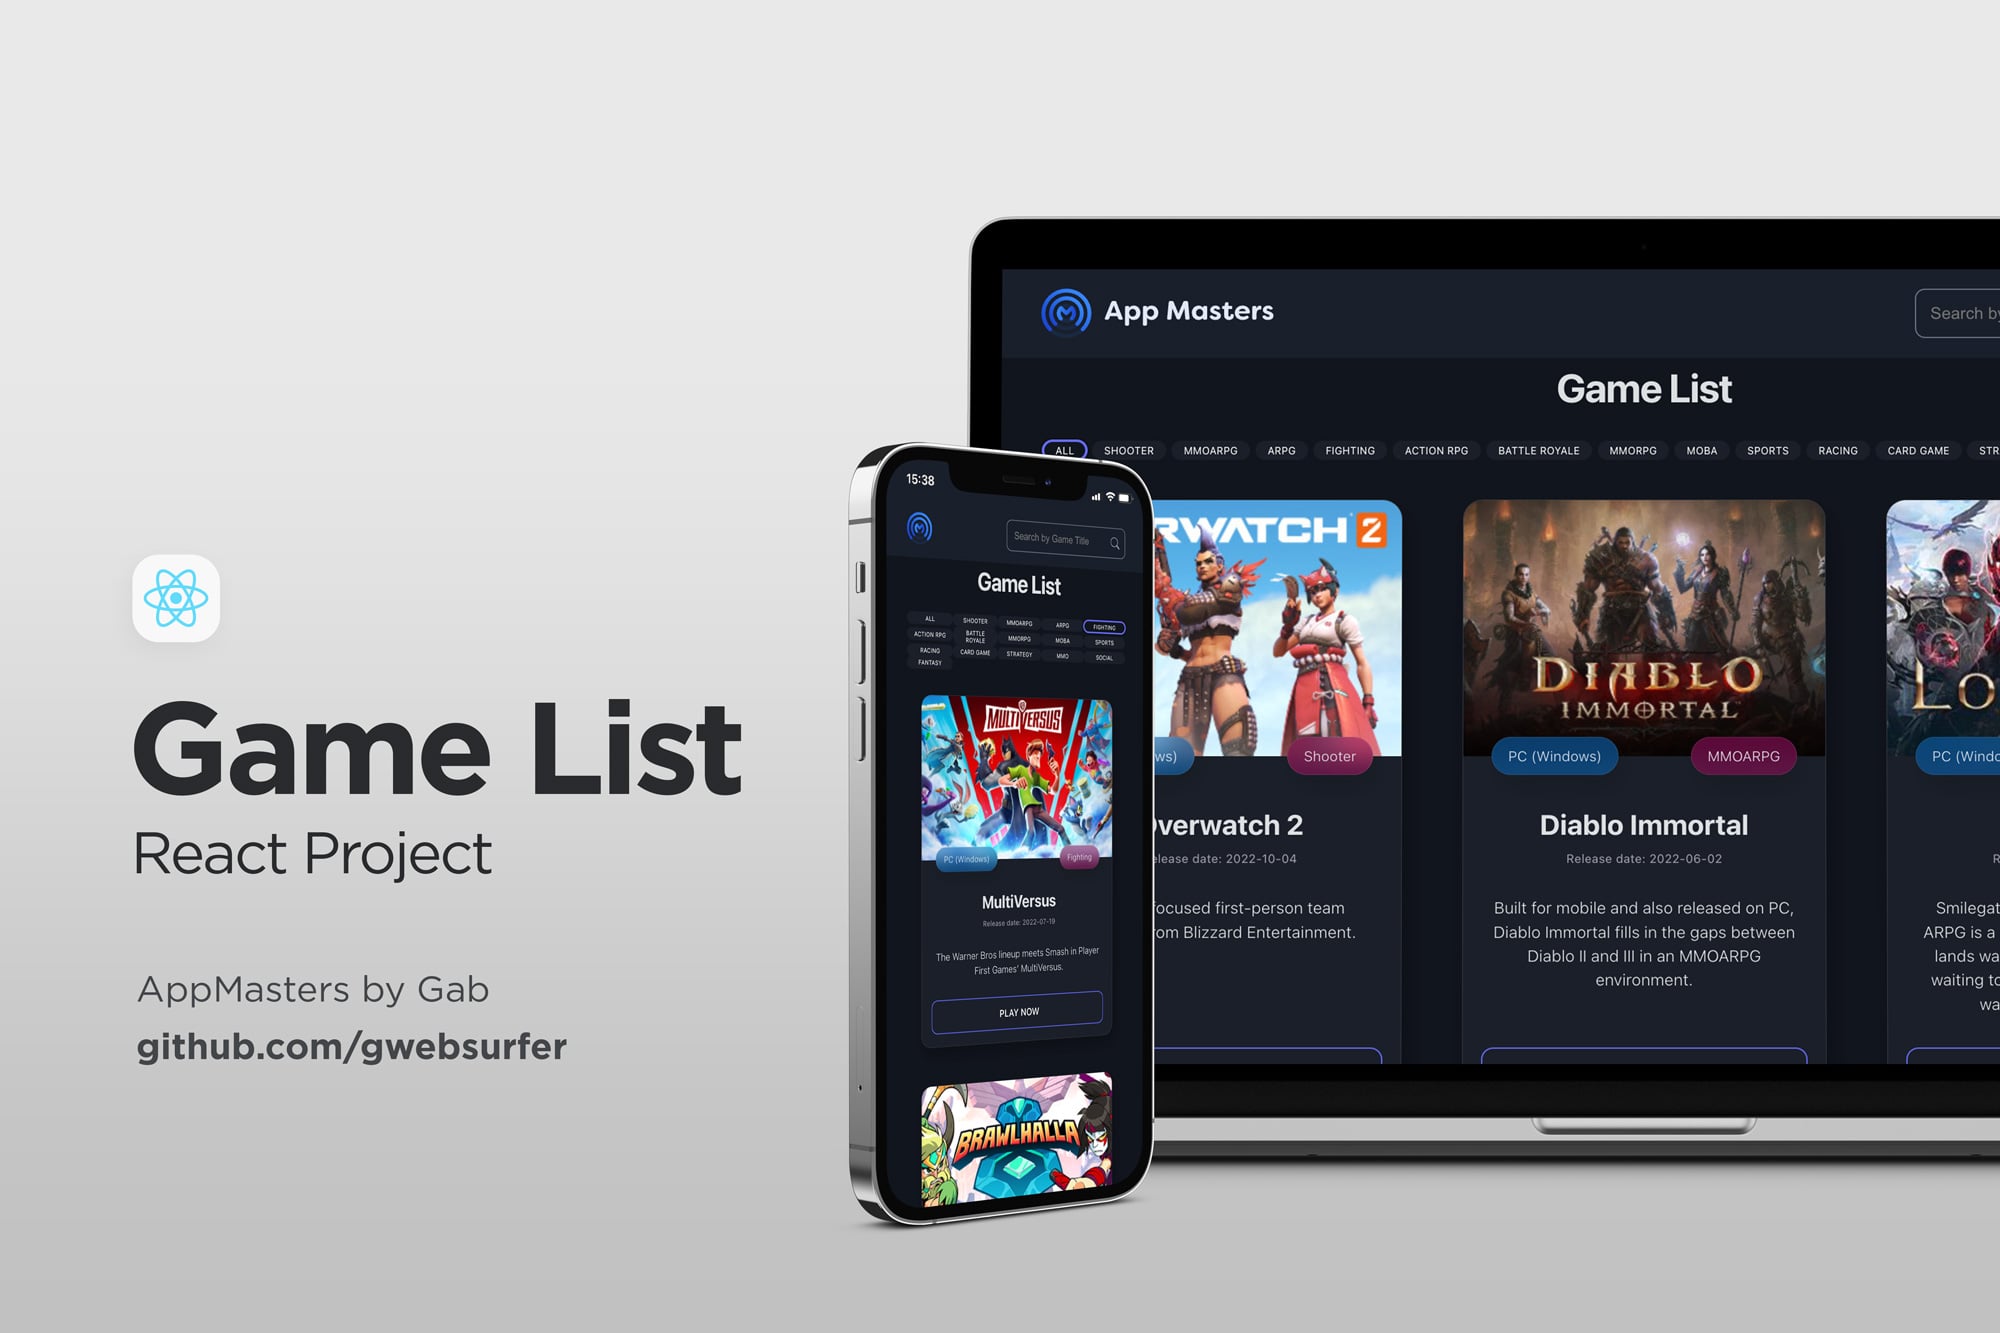 Game List
React Project
AppMasters by Gab
github.com/gwebsurfer
15:38
Search by Game Title
Game List
ALL SHOOTER MMOARPG ARPG FIGHTING
ACTION RPG BATTLE ROYALE MMORPG MOBA SPORTS
RACING CARD GAME STRATEGY MMO SOCIAL
FANTASY
MULTIVERSUS
PC (Windows) Fighting
MultiVersus
Release date: 2022-07-19
The Warner Bros lineup meets Smash in Player
First Games' MultiVersus.
PLAY NOW
BRAWLHALLA
App Masters
Search by
Game List
ALL SHOOTER MMOARPG ARPG FIGHTING ACTION RPG BATTLE ROYALE MMORPG MOBA SPORTS RACING CARD GAME STR
RWATCH 2
ws) Shooter
verwatch 2
elease date: 2022-10-04
focused first-person team
om Blizzard Entertainment.
DIABLO
IMMORTAL
PC (Windows) MMOARPG
Diablo Immortal
Release date: 2022-06-02
Built for mobile and also released on PC,
Diablo Immortal fills in the gaps between
Diablo II and III in an MMOARPG
environment.
LO
PC (Windo
R
Smilegat
ARPG is a
lands wa
waiting to
wa